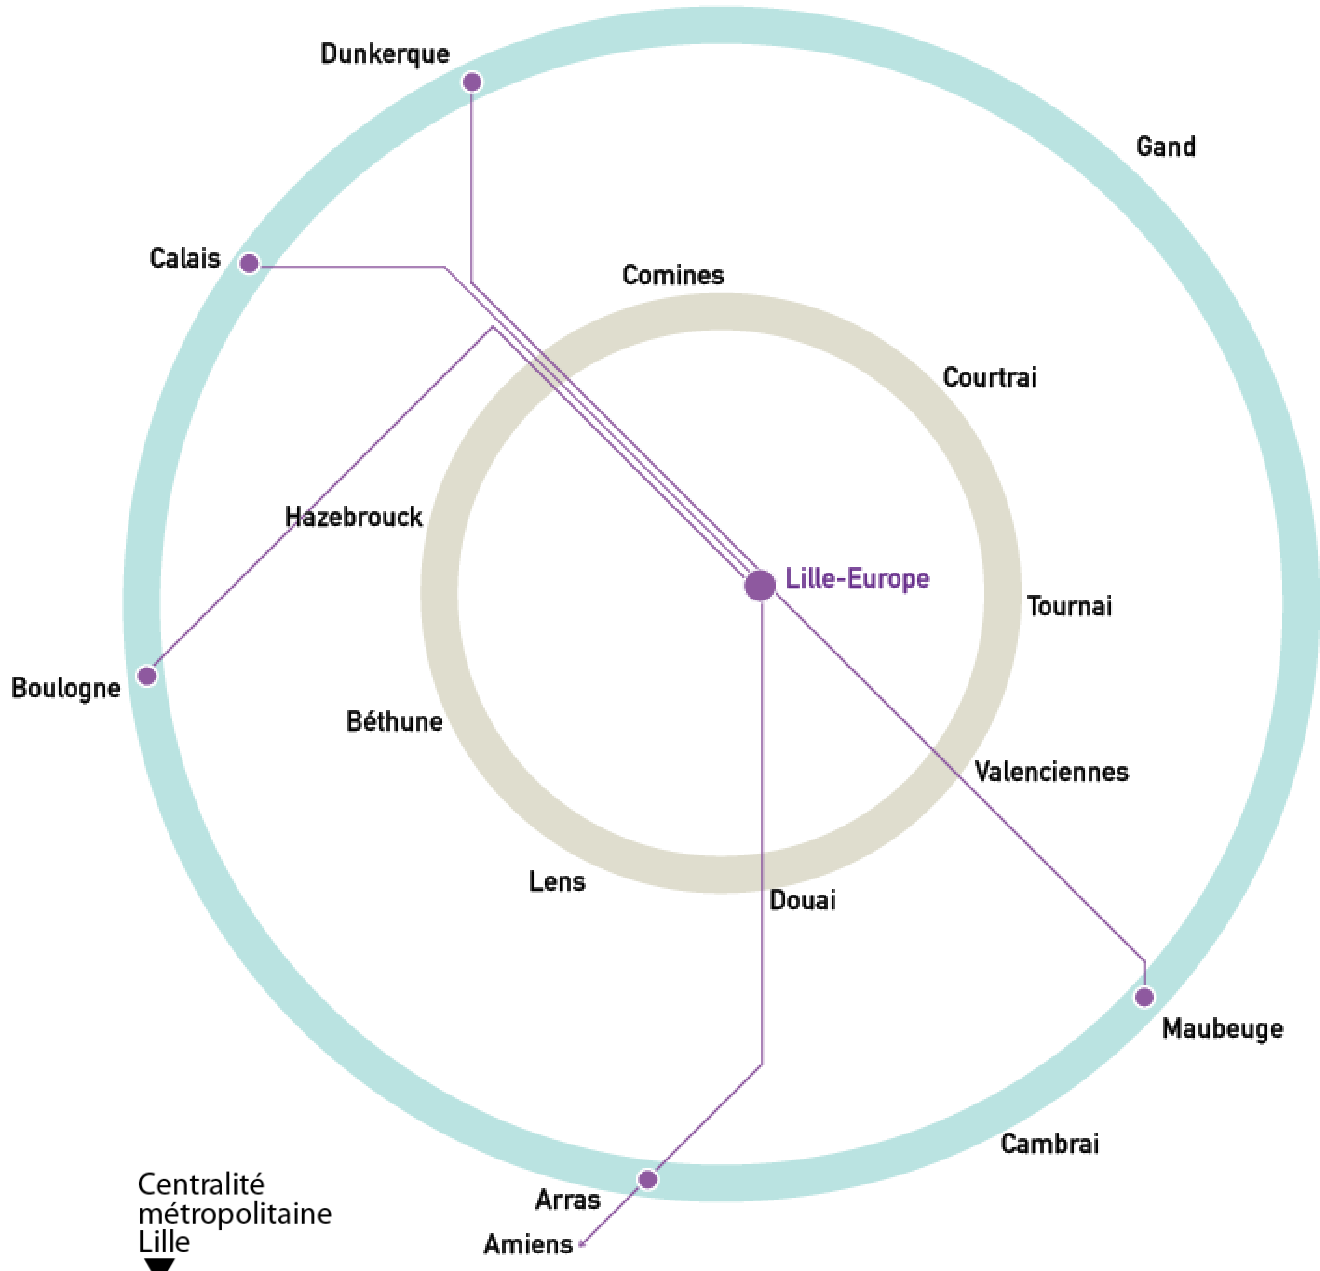 Dunkerque
Gand
Calais
Comines
Courtrai
Hazebrouck
Lille-Europe
Tournai
Boulogne
Béthune
Valenciennes
Lens
Douai
Maubeuge
Cambrai
Arras
Amiens
Centralité
métropolitaine
Lille